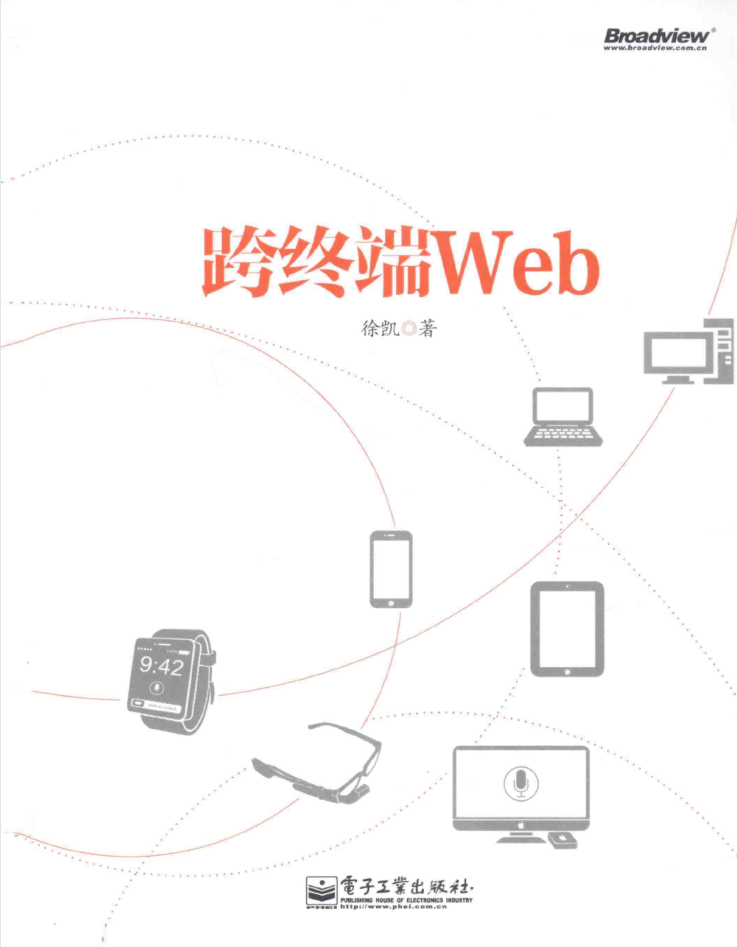 Broadview®
www.broadview.com.cn
跨终端Web
徐凯◎著
9:42
電子工業出版社·
PUBLISHING HOUSE OF ELECTRONICS INDUSTRY
PHEI http://www.phei.com.cn